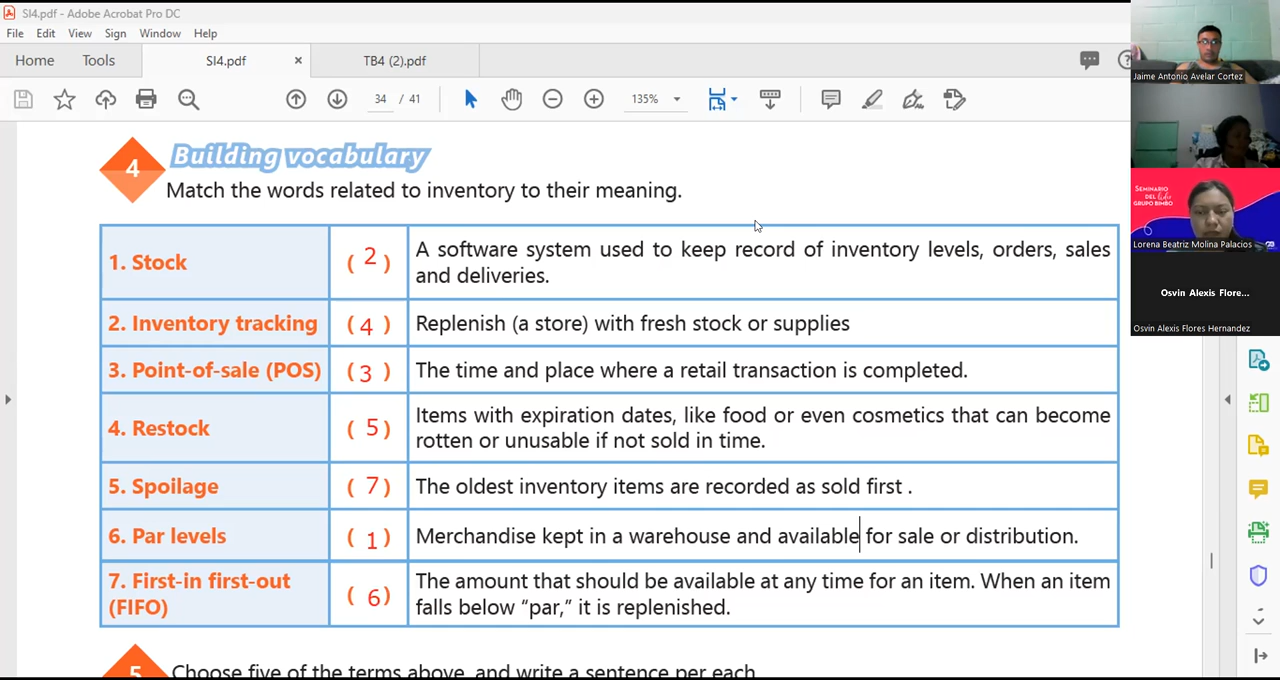 SI4.pdf - Adobe Acrobat Pro DC
File Edit View Sign Window Help
Home Tools SI4.pdf × TB4 (2).pdf
34 / 41 135%
4 Building vocabulary
Match the words related to inventory to their meaning.
1. Stock ( 2 ) A software system used to keep record of inventory levels, orders, sales
and deliveries.
2. Inventory tracking ( 4 ) Replenish (a store) with fresh stock or supplies
3. Point-of-sale (POS) ( 3 ) The time and place where a retail transaction is completed.
4. Restock ( 5 ) Items with expiration dates, like food or even cosmetics that can become
rotten or unusable if not sold in time.
5. Spoilage ( 7 ) The oldest inventory items are recorded as sold first .
6. Par levels ( 1 ) Merchandise kept in a warehouse and available for sale or distribution.
7. First-in first-out
(FIFO) ( 6 ) The amount that should be available at any time for an item. When an item
falls below “par,” it is replenished.
5 Choose five of the terms above, and write a sentence per each
Jaime Antonio Avelar Cortez
SEMINARIO
DEL líder
GRUPO BIMBO
Lorena Beatriz Molina Palacios
Osvin Alexis Flore...
Osvin Alexis Flores Hernandez